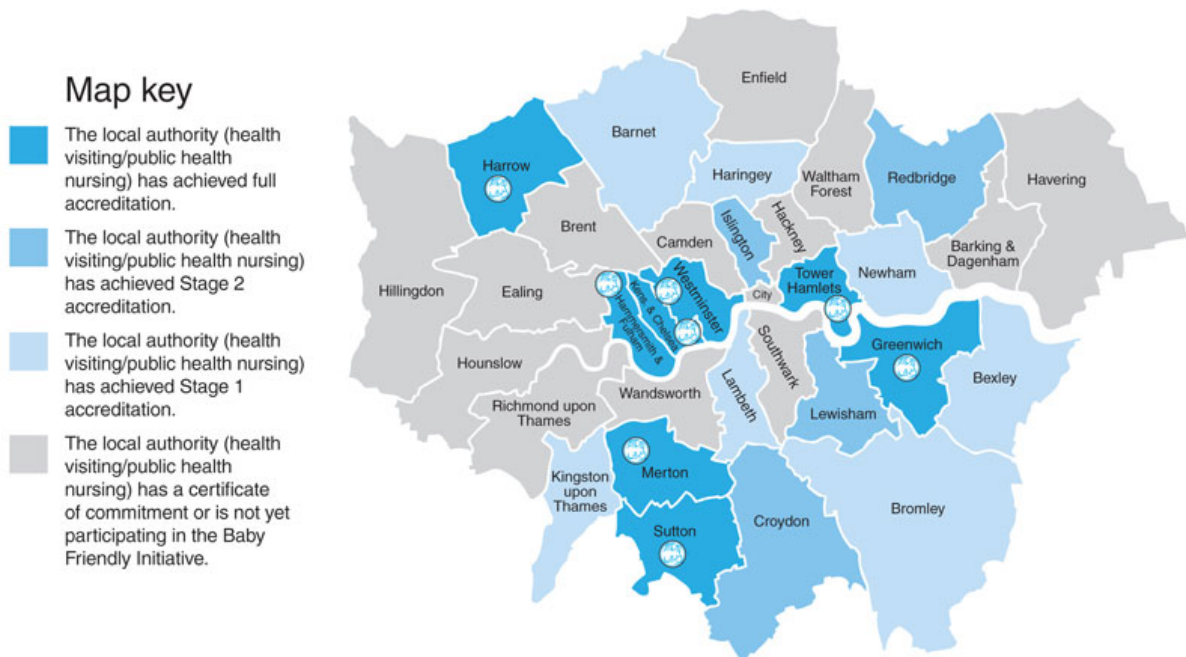 Map key
The local authority (health
visiting/public health
nursing) has achieved full
accreditation.
The local authority (health
visiting/public health nursing)
has achieved Stage 2
accreditation.
The local authority (health
visiting/public health nursing)
has achieved Stage 1
accreditation.
The local authority (health
visiting/public health
nursing) has a certificate
of commitment or is not yet
participating in the Baby
Friendly Initiative.
Enfield
Barnet
Harrow
Haringey
Waltham
Forest
Redbridge
Havering
Brent
Camden
Islington
Hackney
Barking &
Dagenham
Hillingdon
Ealing
Kens. & Chelsea
Hammersmith &
Fulham
Westminster
City
Tower
Hamlets
Newham
Hounslow
Greenwich
Bexley
Richmond upon
Thames
Wandsworth
Lambeth
Southwark
Lewisham
Kingston
upon
Thames
Merton
Sutton
Croydon
Bromley